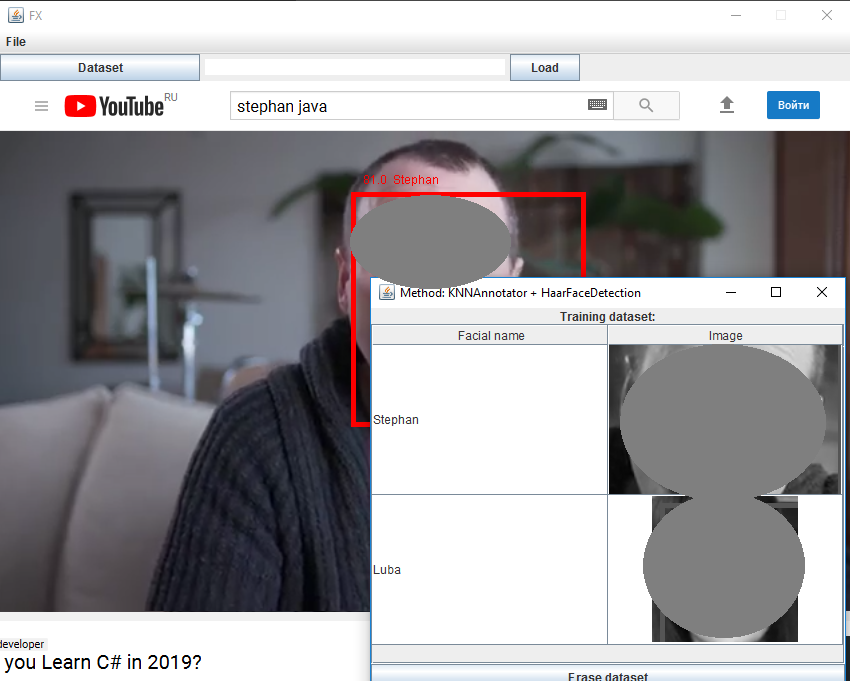 FX
File
Dataset
Load
YouTube RU
stephan java
Войти
1.0 Stephan
Method: KNNAnnotator + HaarFaceDetection
Training dataset:
Facial name
Image
Stephan
Luba
Erase dataset
developer
you Learn C# in 2019?